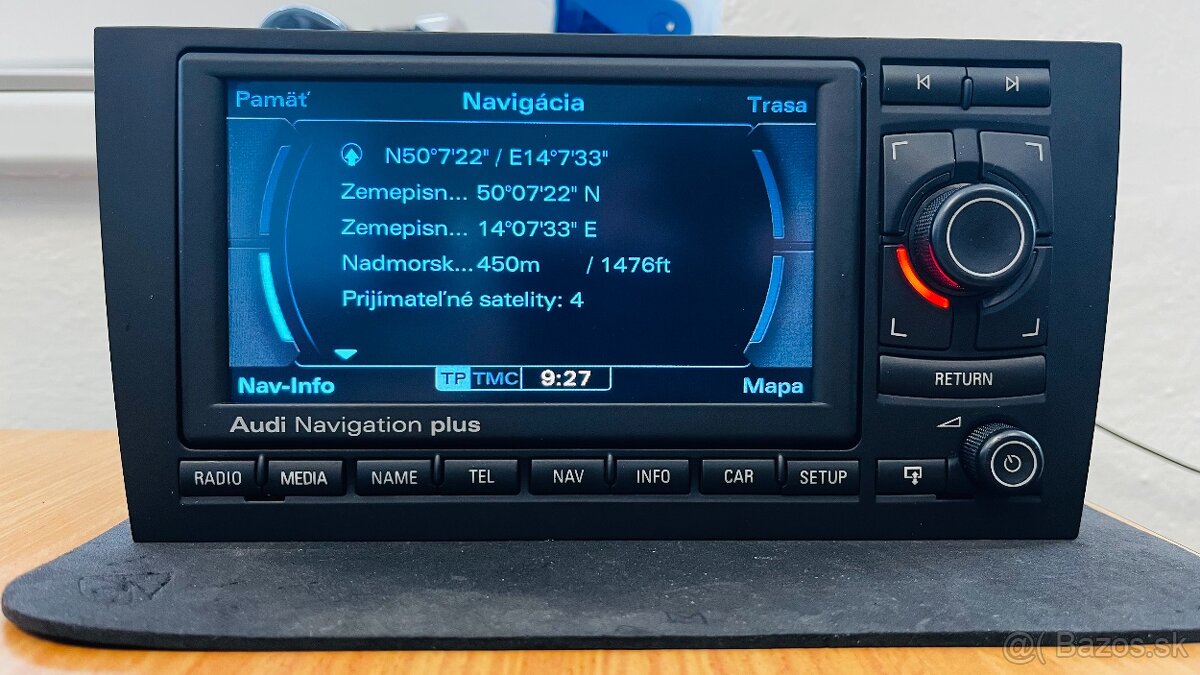 Pamäť Navigácia Trasa
N50°7'22" / E14°7'33"
Zemepisn... 50°07'22" N
Zemepisn... 14°07'33" E
Nadmorsk... 450m / 1476ft
Prijímateľné satelity: 4
Nav-Info TP TMC 9:27 Mapa
Audi Navigation plus
RETURN
RADIO MEDIA NAME TEL NAV INFO CAR SETUP
@( Bazos.sk